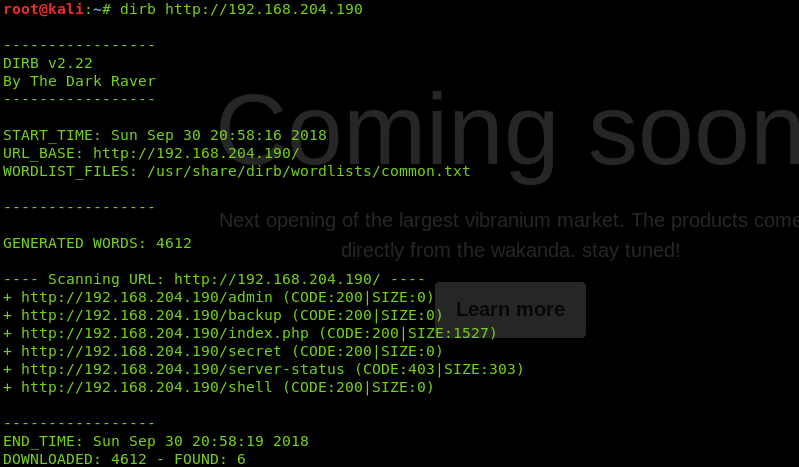 root@kali:~# dirb http://192.168.204.190
-----------------
DIRB v2.22
By The Dark Raver
-----------------
START_TIME: Sun Sep 30 20:58:16 2018
URL_BASE: http://192.168.204.190/
WORDLIST_FILES: /usr/share/dirb/wordlists/common.txt
-----------------
GENERATED WORDS: 4612
---- Scanning URL: http://192.168.204.190/ ----
+ http://192.168.204.190/admin (CODE:200|SIZE:0)
+ http://192.168.204.190/backup (CODE:200|SIZE:0)
+ http://192.168.204.190/index.php (CODE:200|SIZE:1527)
+ http://192.168.204.190/secret (CODE:200|SIZE:0)
+ http://192.168.204.190/server-status (CODE:403|SIZE:303)
+ http://192.168.204.190/shell (CODE:200|SIZE:0)
-----------------
END_TIME: Sun Sep 30 20:58:19 2018
DOWNLOADED: 4612 - FOUND: 6
Coming soon
Next opening of the largest vibranium market. The products come
directly from the wakanda. stay tuned!
Learn more